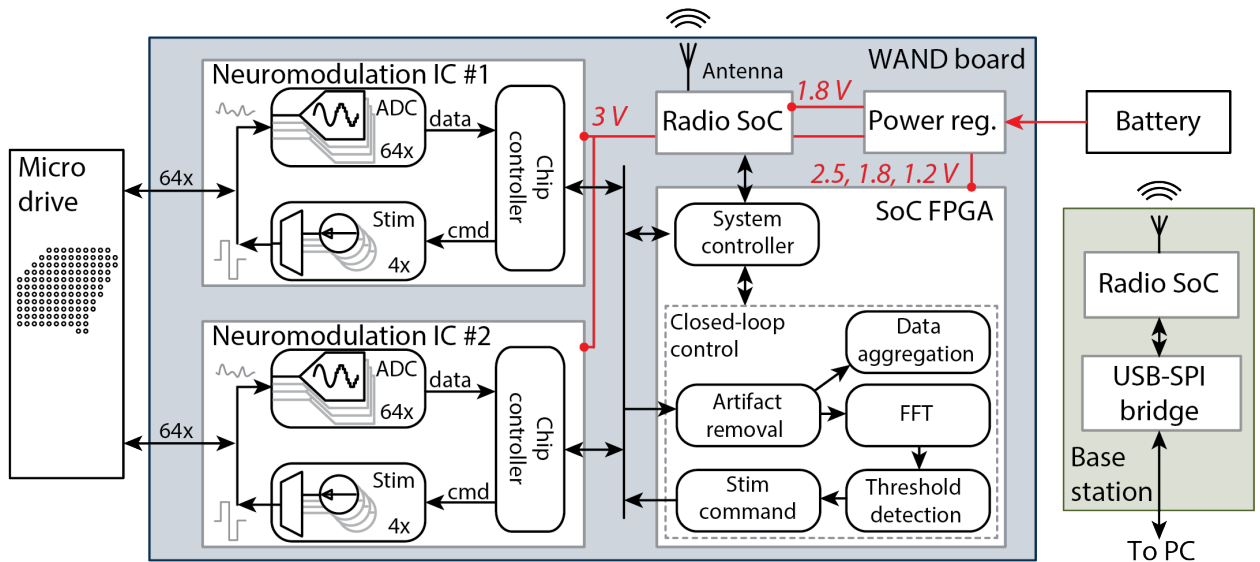 WAND board
Neuromodulation IC #1
ADC
64x
data
Chip
controller
Stim
4x
cmd
Micro
drive
64x
64x
Neuromodulation IC #2
ADC
64x
data
Chip
controller
Stim
4x
cmd
3 V
Antenna
Radio SoC
1.8 V
Power reg.
2.5, 1.8, 1.2 V
Battery
SoC FPGA
System
controller
Closed-loop
control
Data
aggregation
Artifact
removal
FFT
Stim
command
Threshold
detection
Radio SoC
USB-SPI
bridge
Base
station
To PC